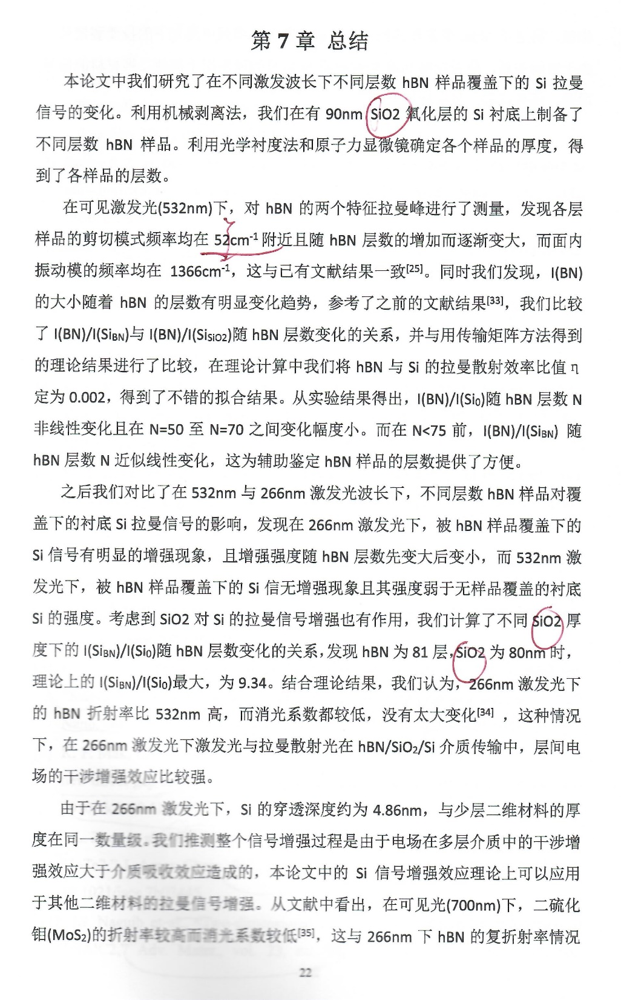 第 7 章 总结
本论文中我们研究了在不同激发波长下不同层数 hBN 样品覆盖下的 Si 拉曼
信号的变化。利用机械剥离法，我们在有 90nm SiO2 氧化层的 Si 衬底上制备了
不同层数 hBN 样品。利用光学衬度法和原子力显微镜确定各个样品的厚度，得
到了各样品的层数。
在可见激发光(532nm)下，对 hBN 的两个特征拉曼峰进行了测量，发现各层
样品的剪切模式频率均在 52cm⁻¹ 附近且随 hBN 层数的增加而逐渐变大，而面内
振动模的频率均在 1366cm⁻¹，这与已有文献结果一致[25]。同时我们发现，I(BN)
的大小随着 hBN 的层数有明显变化趋势，参考了之前的文献结果[33]，我们比较
了 I(BN)/I(SiBN)与 I(BN)/I(SiSiO2)随 hBN 层数变化的关系，并与用传输矩阵方法得到
的理论结果进行了比较，在理论计算中我们将 hBN 与 Si 的拉曼散射效率比值 η
定为 0.002，得到了不错的拟合结果。从实验结果得出，I(BN)/I(Si₀)随 hBN 层数 N
非线性变化且在 N=50 至 N=70 之间变化幅度小。而在 N<75 前，I(BN)/I(SiBN) 随
hBN 层数 N 近似线性变化，这为辅助鉴定 hBN 样品的层数提供了方便。
之后我们对比了在 532nm 与 266nm 激发光波长下，不同层数 hBN 样品对覆
盖下的衬底 Si 拉曼信号的影响，发现在 266nm 激发光下，被 hBN 样品覆盖下的
Si 信号有明显的增强现象，且增强强度随 hBN 层数先变大后变小，而 532nm 激
发光下，被 hBN 样品覆盖下的 Si 信无增强现象且其强度弱于无样品覆盖的衬底
Si 的强度。考虑到 SiO2 对 Si 的拉曼信号增强也有作用，我们计算了不同 SiO2 厚
度下的 I(SiBN)/I(Si₀)随 hBN 层数变化的关系，发现 hBN 为 81 层，SiO2 为 80nm 时，
理论上的 I(SiBN)/I(Si₀)最大，为 9.34。结合理论结果，我们认为，266nm 激发光下
的 hBN 折射率比 532nm 高，而消光系数都较低，没有太大变化[34] ，这种情况
下，在 266nm 激发光下激发光与拉曼散射光在 hBN/SiO₂/Si 介质传输中，层间电
场的干涉增强效应比较强。
由于在 266nm 激发光下，Si 的穿透深度约为 4.86nm，与少层二维材料的厚
度在同一数量级。我们推测整个信号增强过程是由于电场在多层介质中的干涉增
强效应大于介质吸收效应造成的，本论文中的 Si 信号增强效应理论上可以应用
于其他二维材料的拉曼信号增强。从文献中看出，在可见光(700nm)下，二硫化
钼(MoS₂)的折射率较高而消光系数较低[35]，这与 266nm 下 hBN 的复折射率情况
22